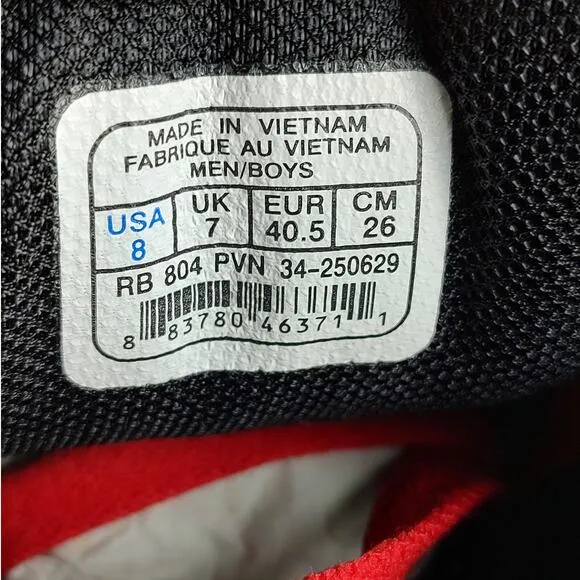 MADE IN VIETNAM
FABRIQUE AU VIETNAM
MEN/BOYS
USA UK EUR CM
8 7 40.5 26
RB 804 PVN 34-250629
8 83780 46371 1